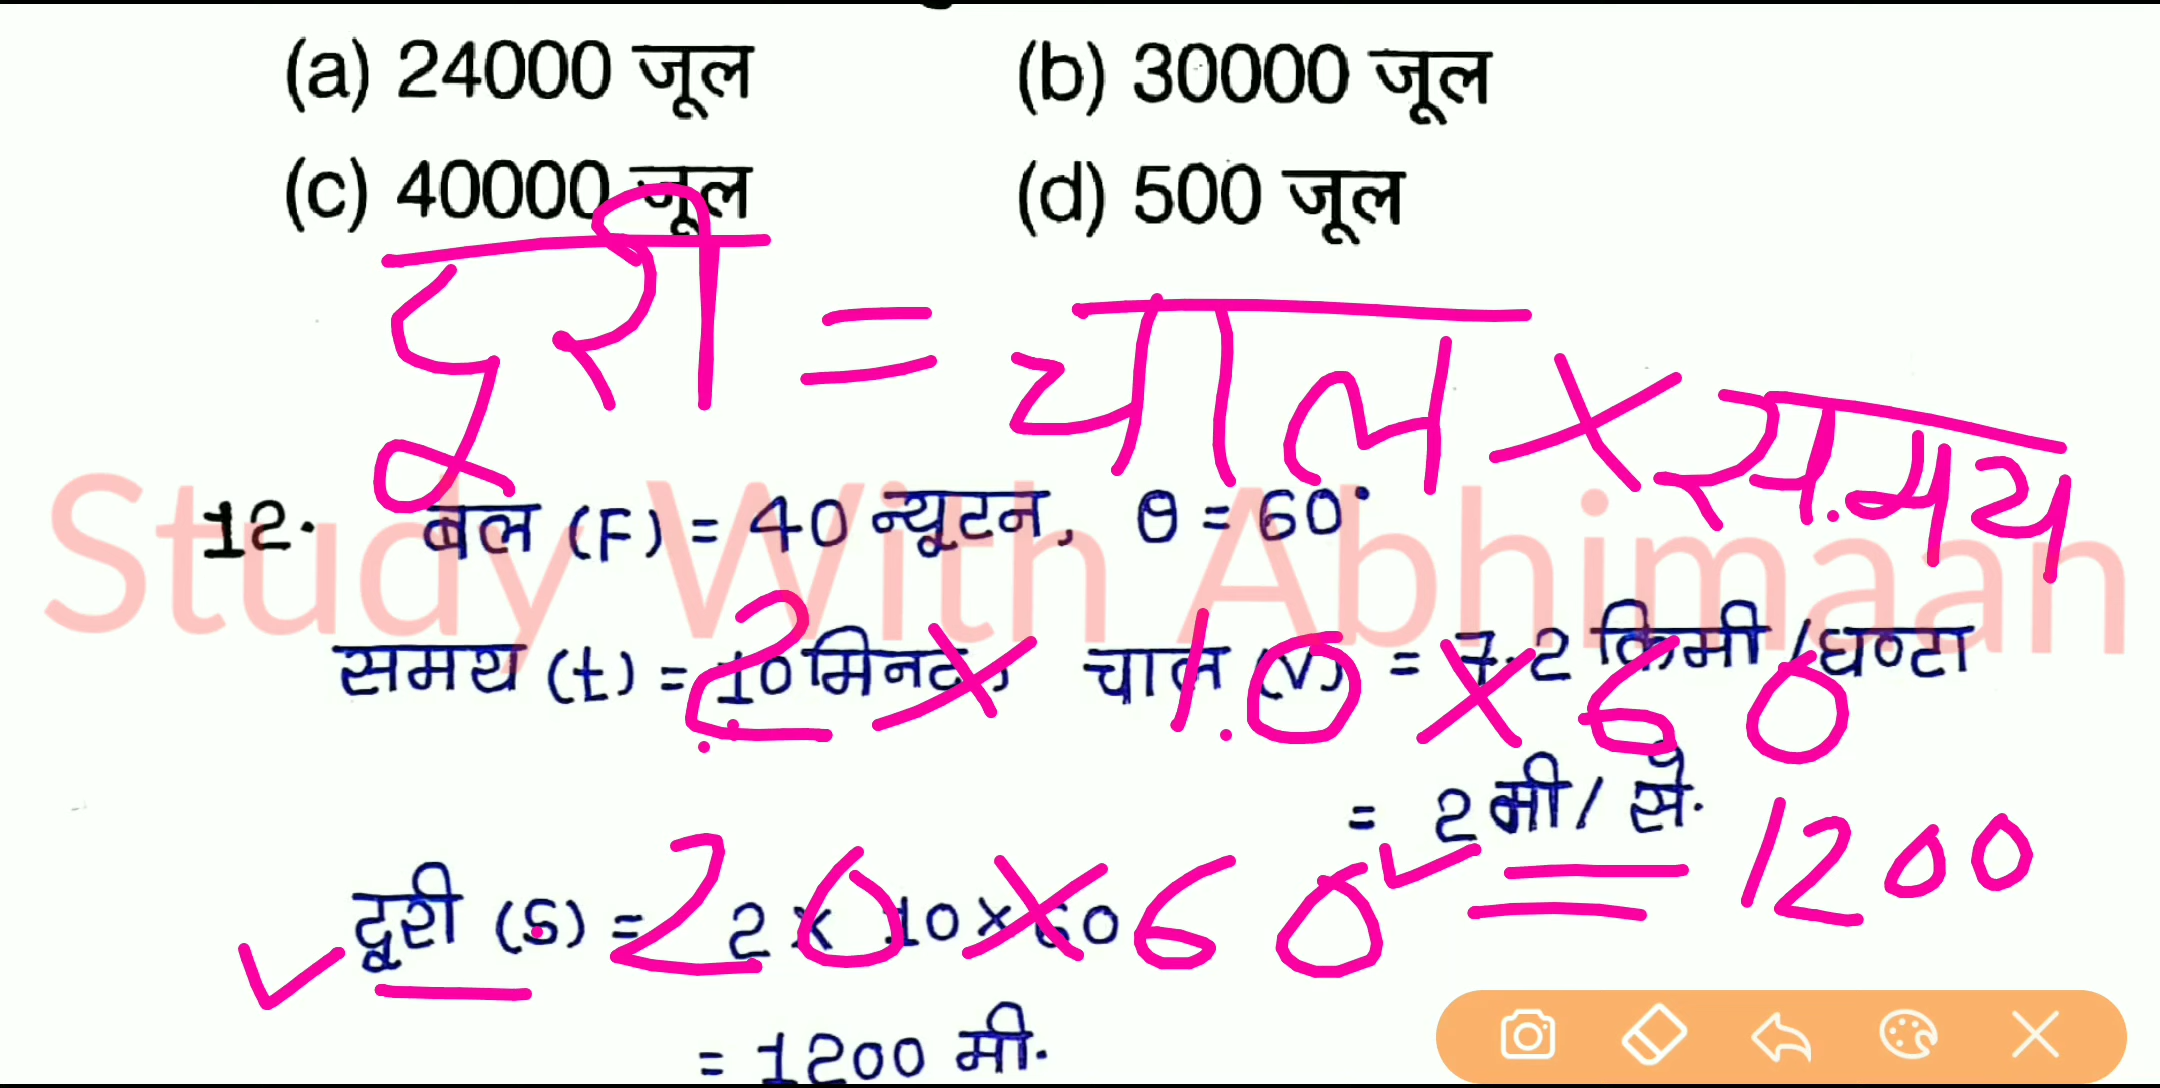 (a) 24000 जूल (b) 30000 जूल
(c) 40000 जूल (d) 500 जूल
दूरी = चाल × समय
12. बल (F) = 40 न्यूटन, θ = 60°
Study With Abhimaan
समय (t) = 10 मिनट, चाल (v) = 7.2 किमी/घण्टा
2 × 10 × 60
= 2 मी/से.
1200
दूरी (S) = 2 × 10 × 60
20 × 60
= 1200 मी.